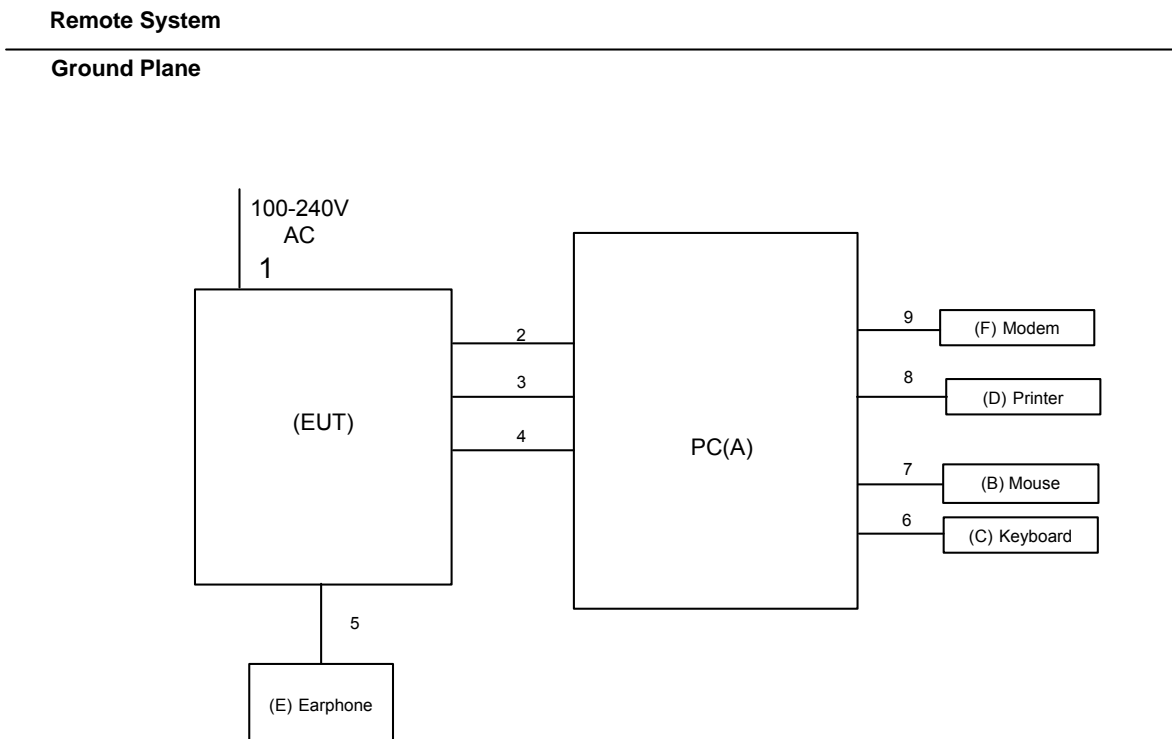 Remote System
Ground Plane
100-240V
AC
1
(EUT)
2
3
4
PC(A)
9
(F) Modem
8
(D) Printer
7
(B) Mouse
6
(C) Keyboard
5
(E) Earphone